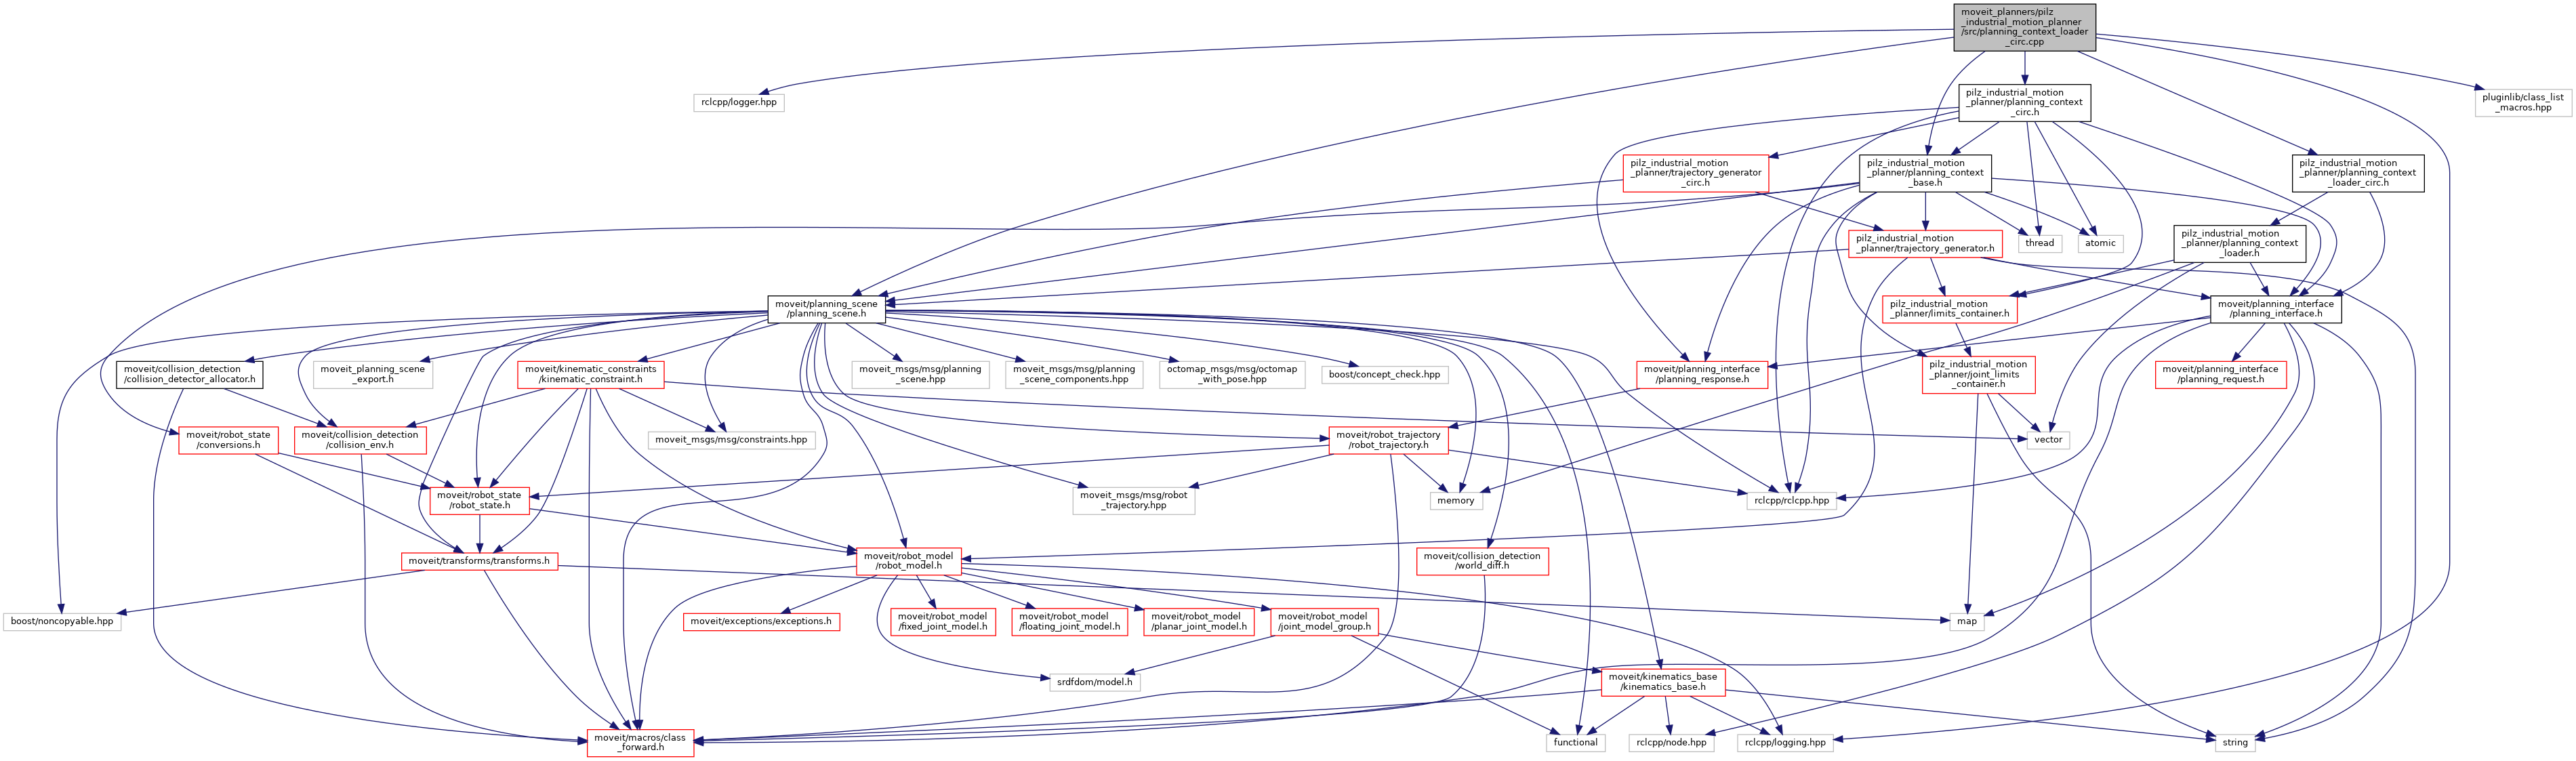 moveit_planners/pilz
_industrial_motion_planner
/src/planning_context_loader
_circ.cpp
rclcpp/logger.hpp
pilz_industrial_motion
_planner/planning_context
_circ.h
pluginlib/class_list
_macros.hpp
pilz_industrial_motion
_planner/trajectory_generator
_circ.h
pilz_industrial_motion
_planner/planning_context
_base.h
pilz_industrial_motion
_planner/planning_context
_loader_circ.h
pilz_industrial_motion
_planner/trajectory_generator.h
thread
atomic
pilz_industrial_motion
_planner/planning_context
_loader.h
moveit/planning_scene
/planning_scene.h
pilz_industrial_motion
_planner/limits_container.h
moveit/planning_interface
/planning_interface.h
moveit/collision_detection
/collision_detector_allocator.h
moveit_planning_scene
_export.h
moveit/kinematic_constraints
/kinematic_constraint.h
moveit_msgs/msg/planning
_scene.hpp
moveit_msgs/msg/planning
_scene_components.hpp
octomap_msgs/msg/octomap
_with_pose.hpp
boost/concept_check.hpp
moveit/planning_interface
/planning_response.h
pilz_industrial_motion
_planner/joint_limits
_container.h
moveit/planning_interface
/planning_request.h
moveit/robot_state
/conversions.h
moveit/collision_detection
/collision_env.h
moveit_msgs/msg/constraints.hpp
moveit/robot_trajectory
/robot_trajectory.h
vector
moveit/robot_state
/robot_state.h
moveit_msgs/msg/robot
_trajectory.hpp
memory
rclcpp/rclcpp.hpp
moveit/transforms/transforms.h
moveit/robot_model
/robot_model.h
moveit/collision_detection
/world_diff.h
boost/noncopyable.hpp
moveit/exceptions/exceptions.h
moveit/robot_model
/fixed_joint_model.h
moveit/robot_model
/floating_joint_model.h
moveit/robot_model
/planar_joint_model.h
moveit/robot_model
/joint_model_group.h
map
srdfdom/model.h
moveit/kinematics_base
/kinematics_base.h
moveit/macros/class
_forward.h
functional
rclcpp/node.hpp
rclcpp/logging.hpp
string